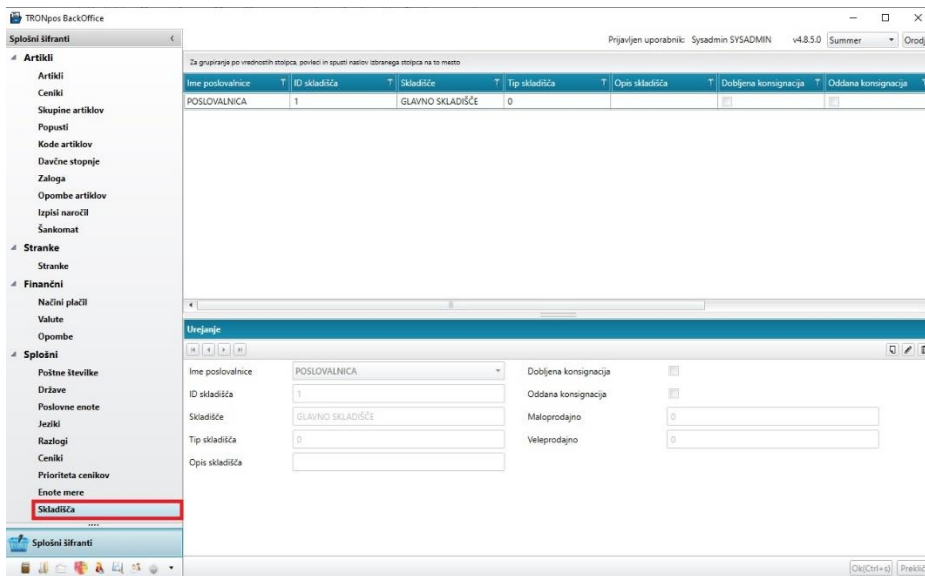 TRONpos BackOffice
Splošni šifranti
Prijavljen uporabnik: Sysadmin SYSADMIN v4.8.5.0 Summer Orodj
Artikli
Artikli
Ceniki
Skupine artiklov
Popusti
Kode artiklov
Davčne stopnje
Zaloga
Opombe artiklov
Izpisi naročil
Šankomat
Stranke
Stranke
Finančni
Načini plačil
Valute
Opombe
Splošni
Poštne številke
Države
Poslovne enote
Jeziki
Razlogi
Ceniki
Prioriteta cenikov
Enote mere
Skladišča
Splošni šifranti
Za grupiranje po vrednostih stolpca, povleci in spusti naslov izbranega stolpca na to mesto
Ime poslovalnice ID skladišča Skladišče Tip skladišča Opis skladišča Dobljena konsignacija Oddana konsignacija
POSLOVALNICA 1 GLAVNO SKLADIŠČE 0
Urejanje
Ime poslovalnice POSLOVALNICA Dobljena konsignacija
ID skladišča 1 Oddana konsignacija
Skladišče GLAVNO SKLADIŠČE Maloprodajno 0
Tip skladišča 0 Veleprodajno 0
Opis skladišča
Ok(Ctrl+s) Preklič